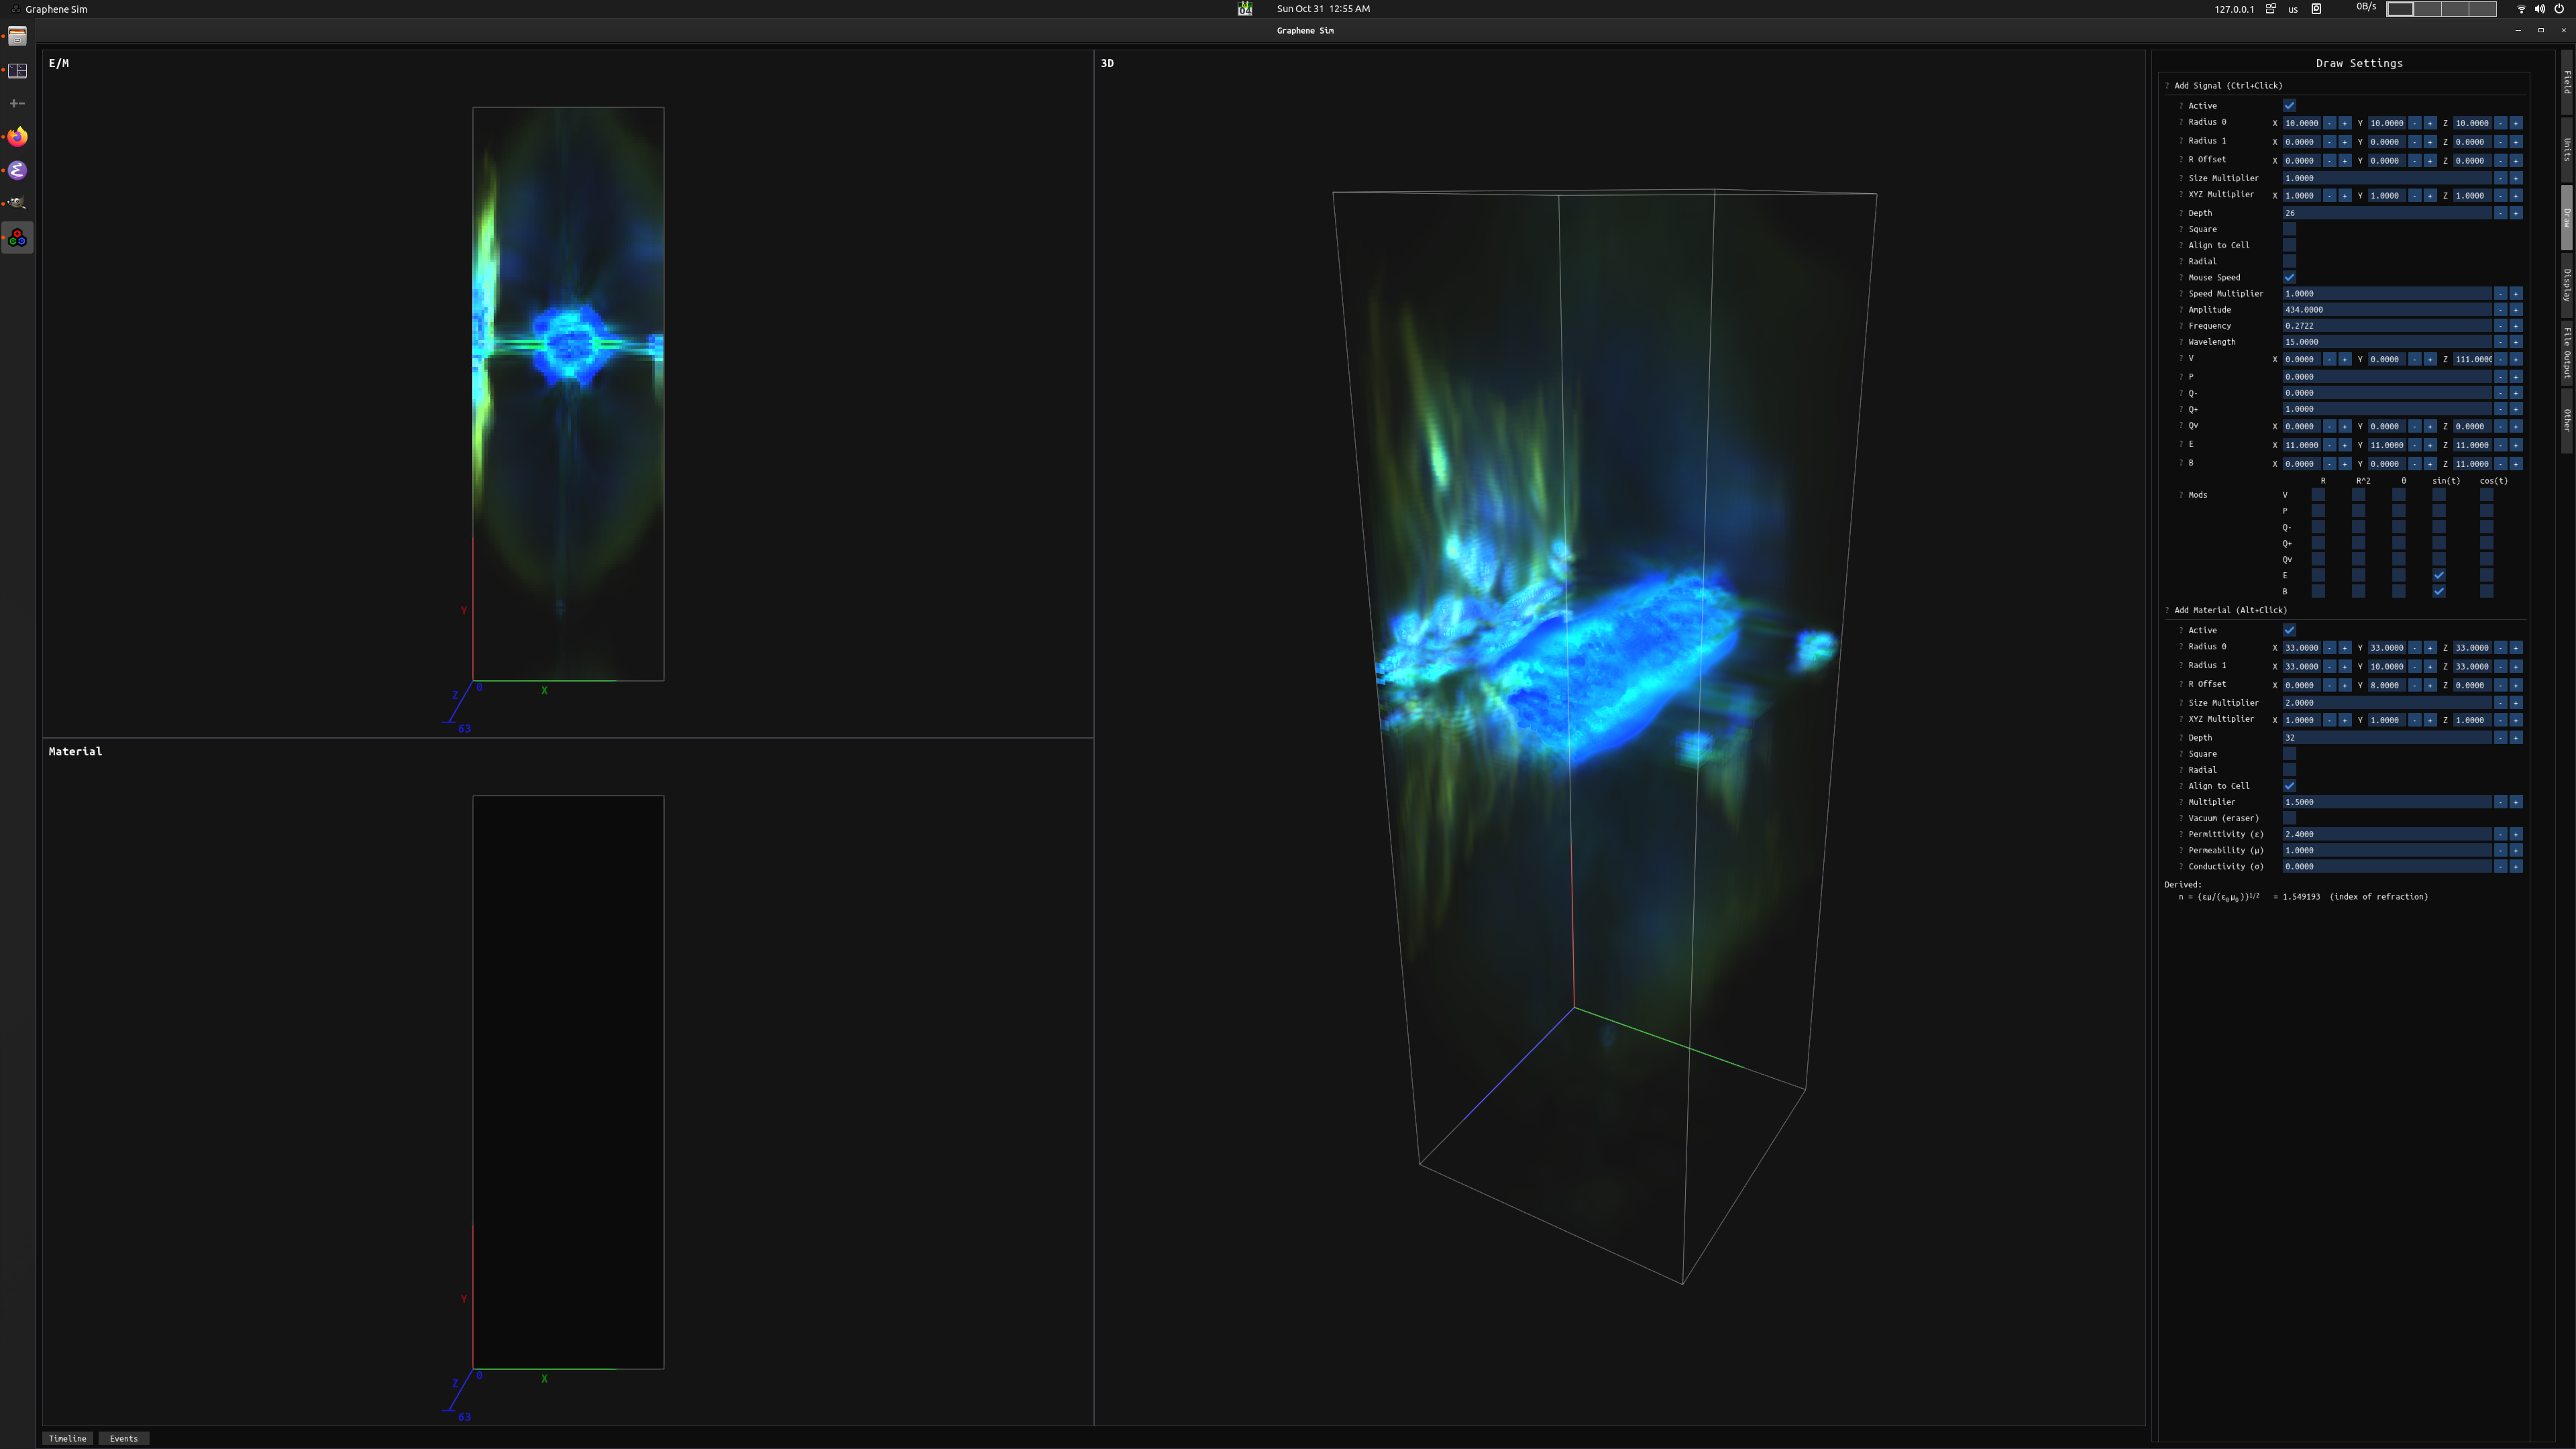 Graphene Sim
Sun Oct 31 12:55 AM
127.0.0.1 us 0B/s
Graphene Sim
E/M
Y
X
Z
0
63
Material
Y
X
Z
0
63
3D
Timeline Events
Draw Settings
? Add Signal (Ctrl+Click)
? Active
? Radius 0 X 10.0000 - + Y 10.0000 - + Z 10.0000 - +
? Radius 1 X 0.0000 - + Y 0.0000 - + Z 0.0000 - +
? R Offset X 0.0000 - + Y 0.0000 - + Z 0.0000 - +
? Size Multiplier 1.0000 - +
? XYZ Multiplier X 1.0000 - + Y 1.0000 - + Z 1.0000 - +
? Depth 26 - +
? Square
? Align to Cell
? Radial
? Mouse Speed
? Speed Multiplier 1.0000 - +
? Amplitude 434.0000 - +
? Frequency 0.2722 - +
? Wavelength 15.0000 - +
? V X 0.0000 - + Y 0.0000 - + Z 111.0000 - +
? P 0.0000 - +
? Q- 0.0000 - +
? Q+ 1.0000 - +
? Qv X 0.0000 - + Y 0.0000 - + Z 0.0000 - +
? E X 11.0000 - + Y 11.0000 - + Z 11.0000 - +
? B X 0.0000 - + Y 0.0000 - + Z 11.0000 - +
R R^2 θ sin(t) cos(t)
? Mods V
P
Q-
Q+
Qv
E
B
? Add Material (Alt+Click)
? Active
? Radius 0 X 33.0000 - + Y 33.0000 - + Z 33.0000 - +
? Radius 1 X 33.0000 - + Y 10.0000 - + Z 33.0000 - +
? R Offset X 0.0000 - + Y 8.0000 - + Z 0.0000 - +
? Size Multiplier 2.0000 - +
? XYZ Multiplier X 1.0000 - + Y 1.0000 - + Z 1.0000 - +
? Depth 32 - +
? Square
? Radial
? Align to Cell
? Multiplier 1.5000 - +
? Vacuum (eraser)
? Permittivity (ε) 2.4000 - +
? Permeability (μ) 1.0000 - +
? Conductivity (σ) 0.0000 - +
Derived:
n = (εμ/(ε₀μ₀))¹/² = 1.549193 (index of refraction)
Field
Units
Draw
Display
File Output
Other